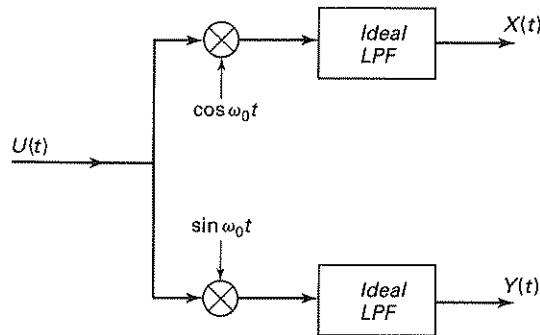 Ideal
LPF
X(t)
cos ω₀t
U(t)
sin ω₀t
Ideal
LPF
Y(t)